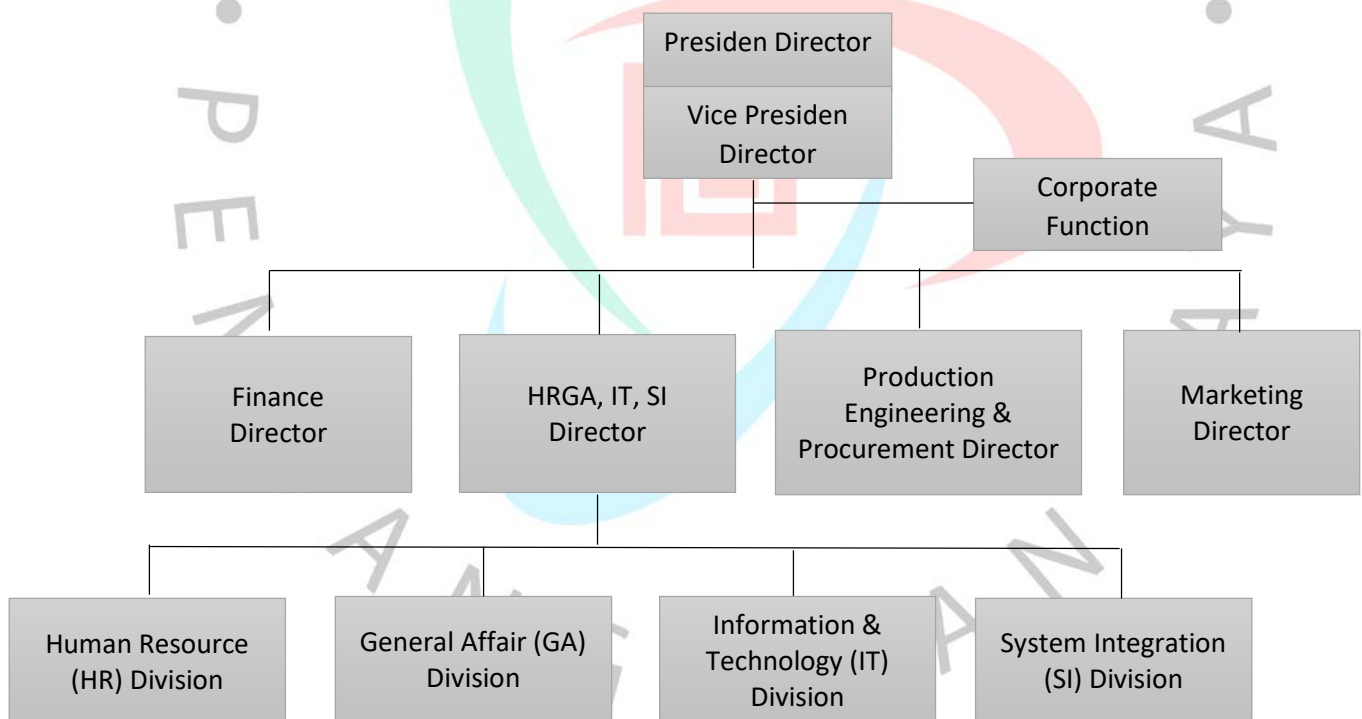 Presiden Director
Vice Presiden
Director
Corporate
Function
Finance
Director
HRGA, IT, SI
Director
Production
Engineering &
Procurement Director
Marketing
Director
Human Resource
(HR) Division
General Affair (GA)
Division
Information &
Technology (IT)
Division
System Integration
(SI) Division